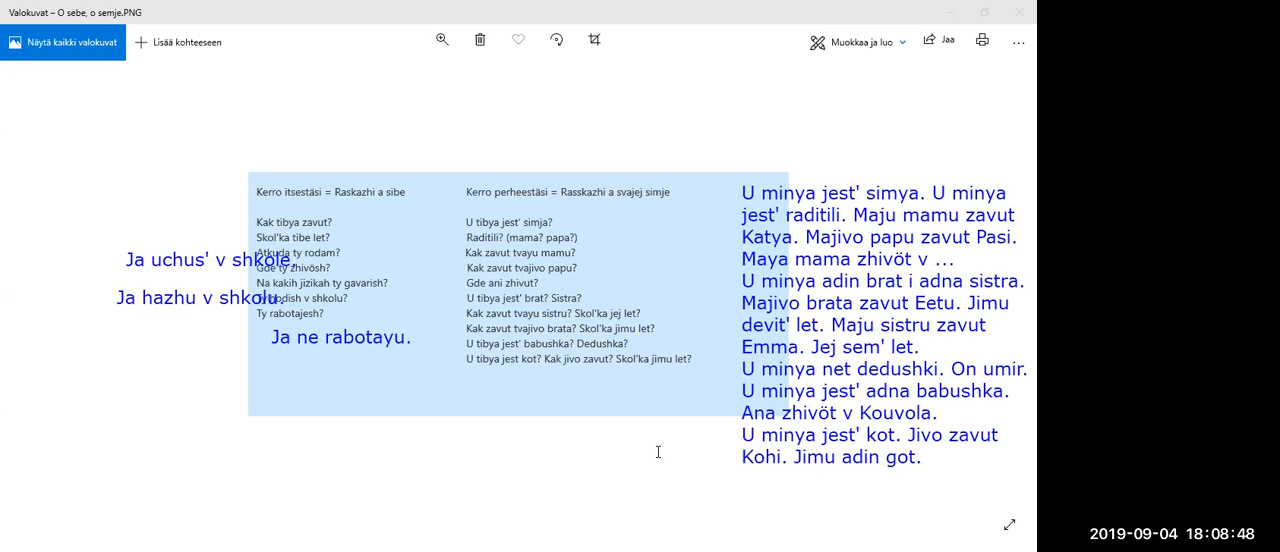 Valokuvat – O sebe, o semje.PNG
Näytä kaikki valokuvat
Lisää kohteeseen
Muokkaa ja luo
Jaa
Kerro itsestäsi = Raskazhi a sibe
Kak tibya zavut?
Skol'ka tibe let?
Atkuda ty rodam?
Gde ty zhivösh?
Na kakih jizikah ty gavarish?
Ty hodish v shkolu?
Ty rabotajesh?
Ja uchus' v shkole.
Ja hazhu v shkolu.
Ja ne rabotayu.
Kerro perheestäsi = Rasskazhi a svajej simje
U tibya jest' simja?
Raditili? (mama? papa?)
Kak zavut tvayu mamu?
Kak zavut tvajivo papu?
Gde ani zhivut?
U tibya jest' brat? Sistra?
Kak zavut tvayu sistru? Skol'ka jej let?
Kak zavut tvajivo brata? Skol'ka jimu let?
U tibya jest' babushka? Dedushka?
U tibya jest kot? Kak jivo zavut? Skol'ka jimu let?
U minya jest' simya. U minya
jest' raditili. Maju mamu zavut
Katya. Majivo papu zavut Pasi.
Maya mama zhivöt v ...
U minya adin brat i adna sistra.
Majivo brata zavut Eetu. Jimu
devit' let. Maju sistru zavut
Emma. Jej sem' let.
U minya net dedushki. On umir.
U minya jest' adna babushka.
Ana zhivöt v Kouvola.
U minya jest' kot. Jivo zavut
Kohi. Jimu adin got.
2019-09-04 18:08:48